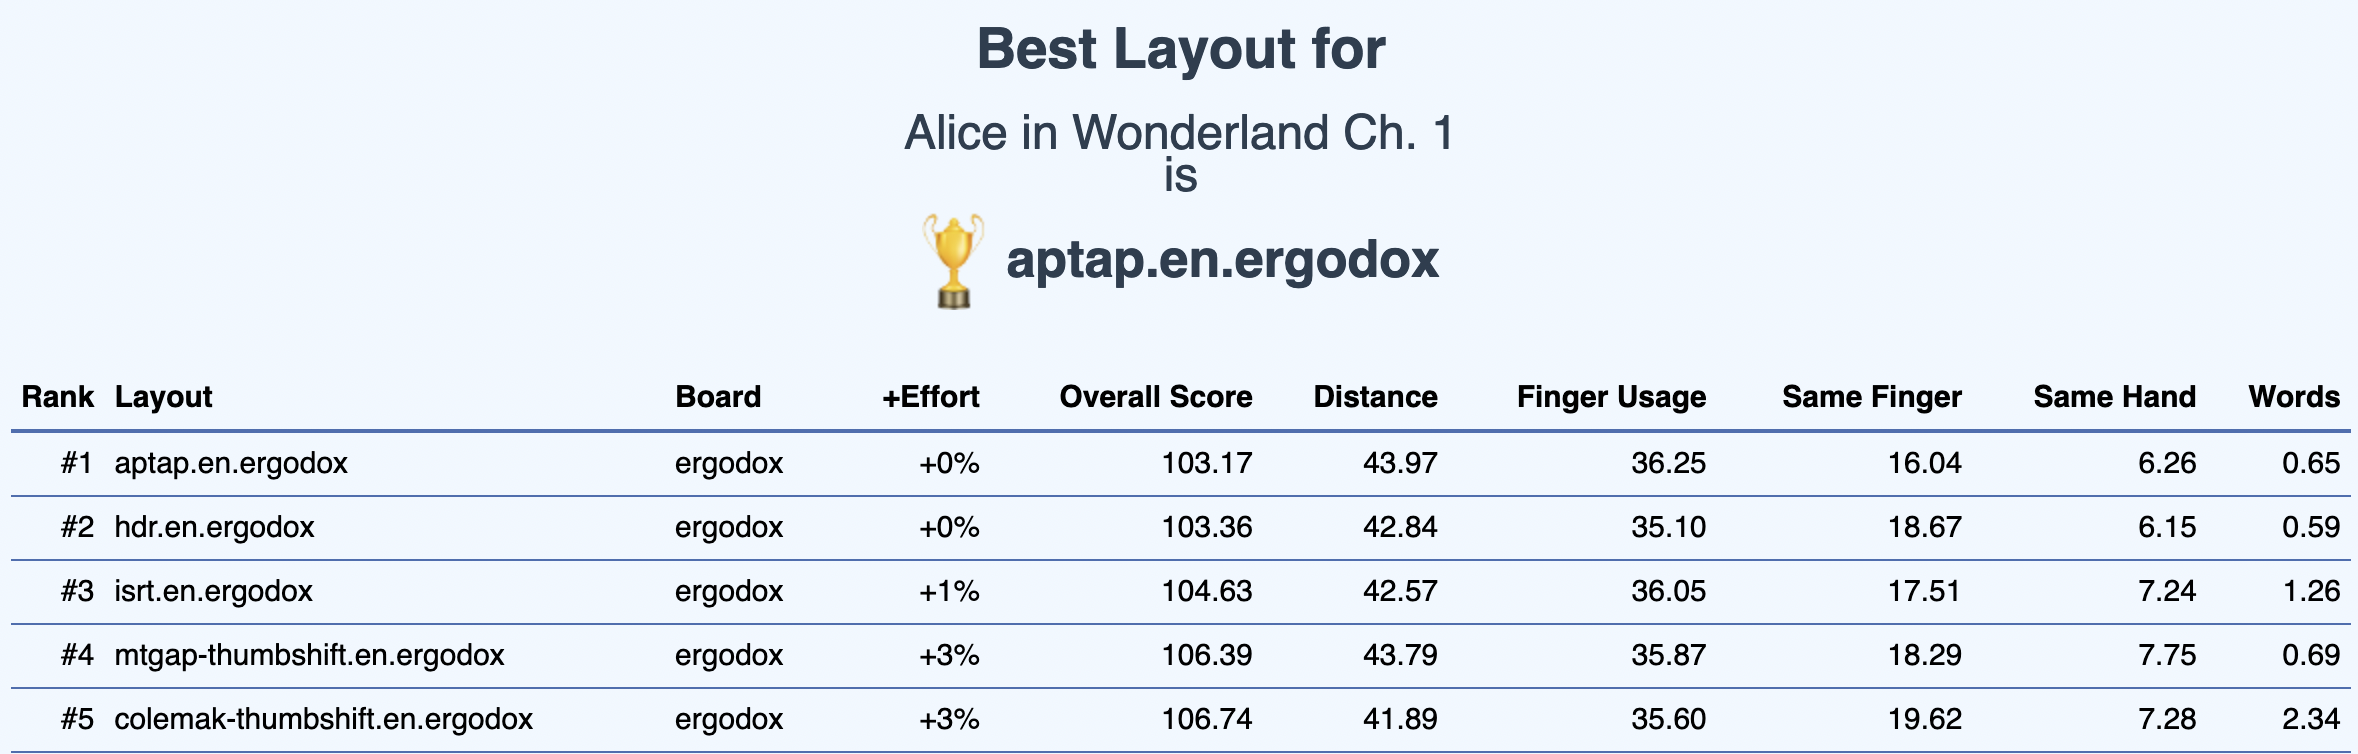 Best Layout for
Alice in Wonderland Ch. 1
is
aptap.en.ergodox
Rank Layout Board +Effort Overall Score Distance Finger Usage Same Finger Same Hand Words
#1 aptap.en.ergodox ergodox +0% 103.17 43.97 36.25 16.04 6.26 0.65
#2 hdr.en.ergodox ergodox +0% 103.36 42.84 35.10 18.67 6.15 0.59
#3 isrt.en.ergodox ergodox +1% 104.63 42.57 36.05 17.51 7.24 1.26
#4 mtgap-thumbshift.en.ergodox ergodox +3% 106.39 43.79 35.87 18.29 7.75 0.69
#5 colemak-thumbshift.en.ergodox ergodox +3% 106.74 41.89 35.60 19.62 7.28 2.34